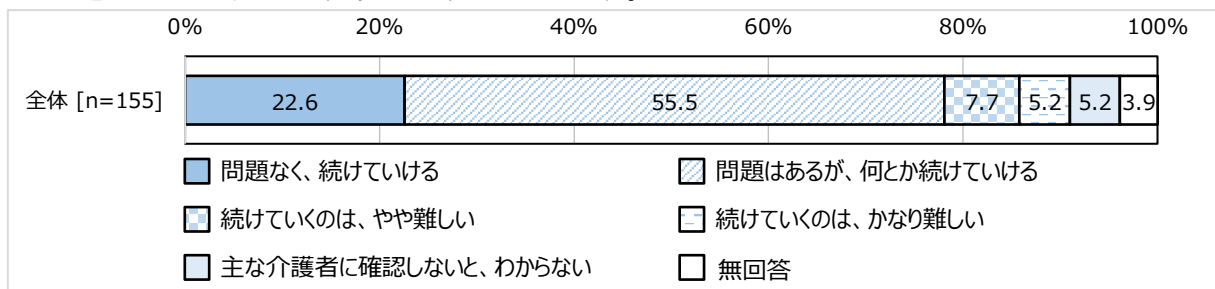 0% 20% 40% 60% 80% 100%
全体 [n=155] 22.6 55.5 7.7 5.2 5.2 3.9
問題なく、続けていける 問題はあるが、何とか続けていける
続けていくのは、やや難しい 続けていくのは、かなり難しい
主な介護者に確認しないと、わからない 無回答